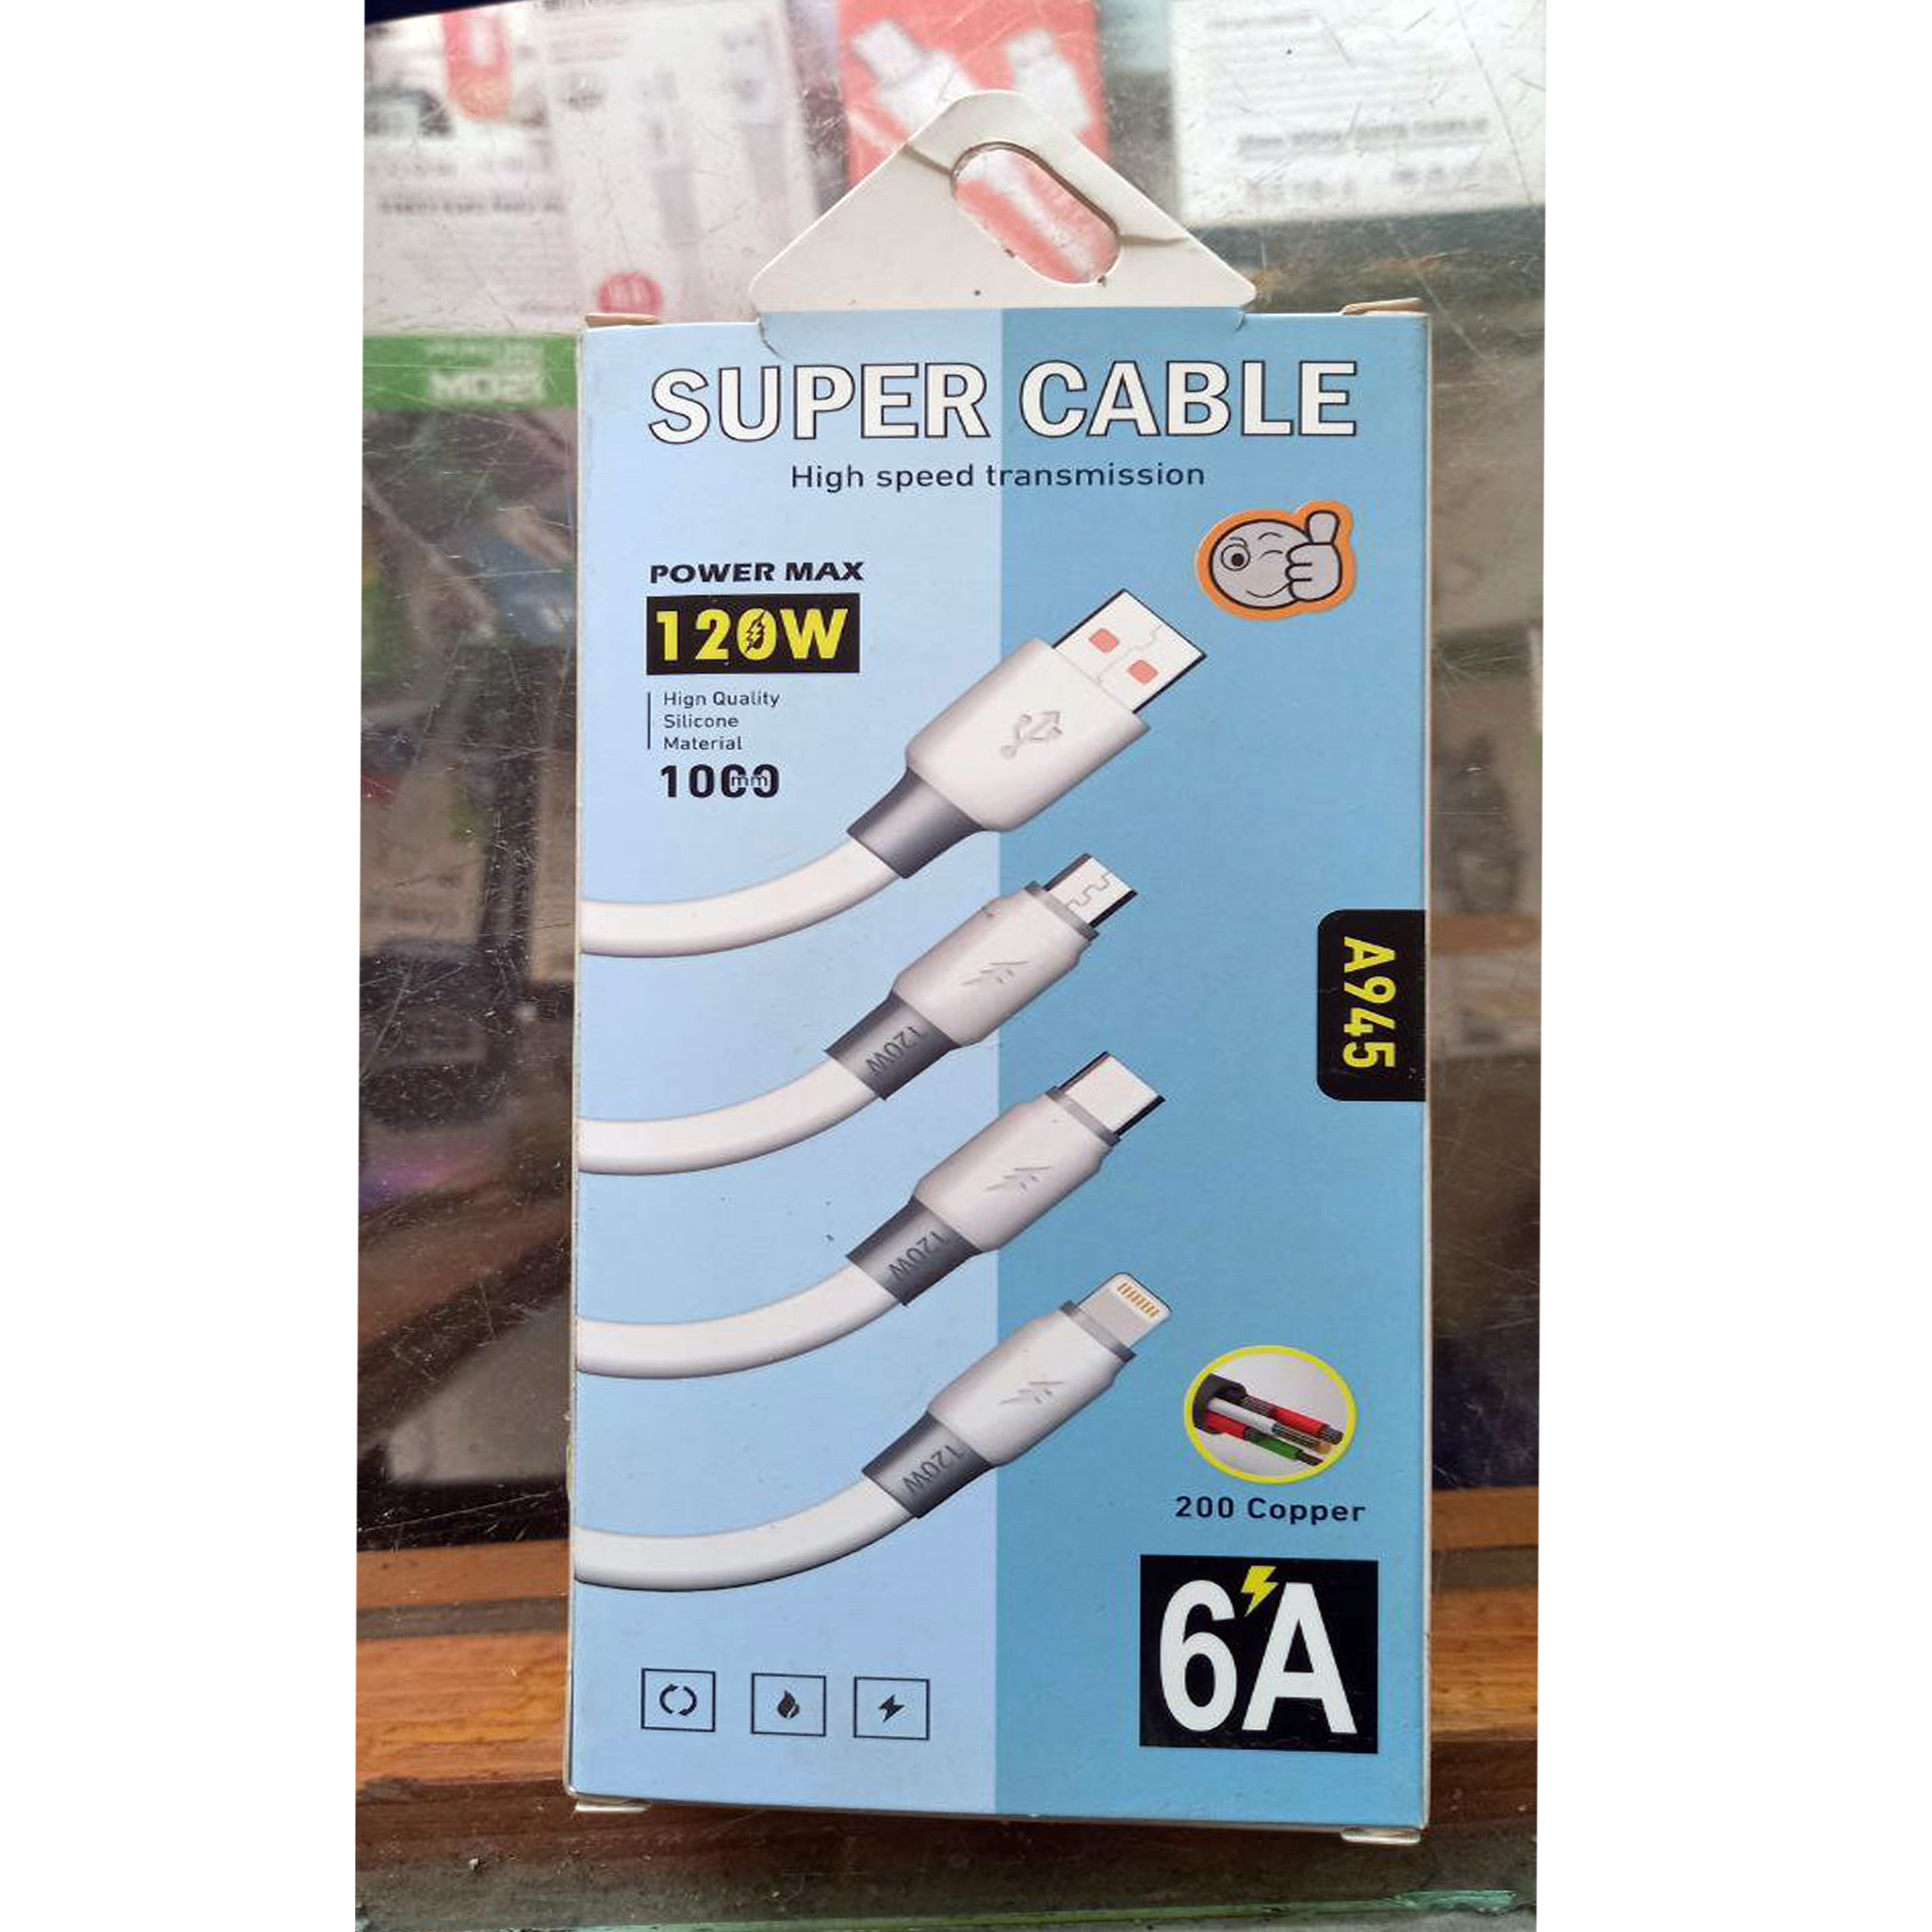 SUPER CABLE
High speed transmission
POWER MAX
120W
Hign Quality
Silicone
Material
1000
mm
A945
120W
120W
120W
200 Copper
6A